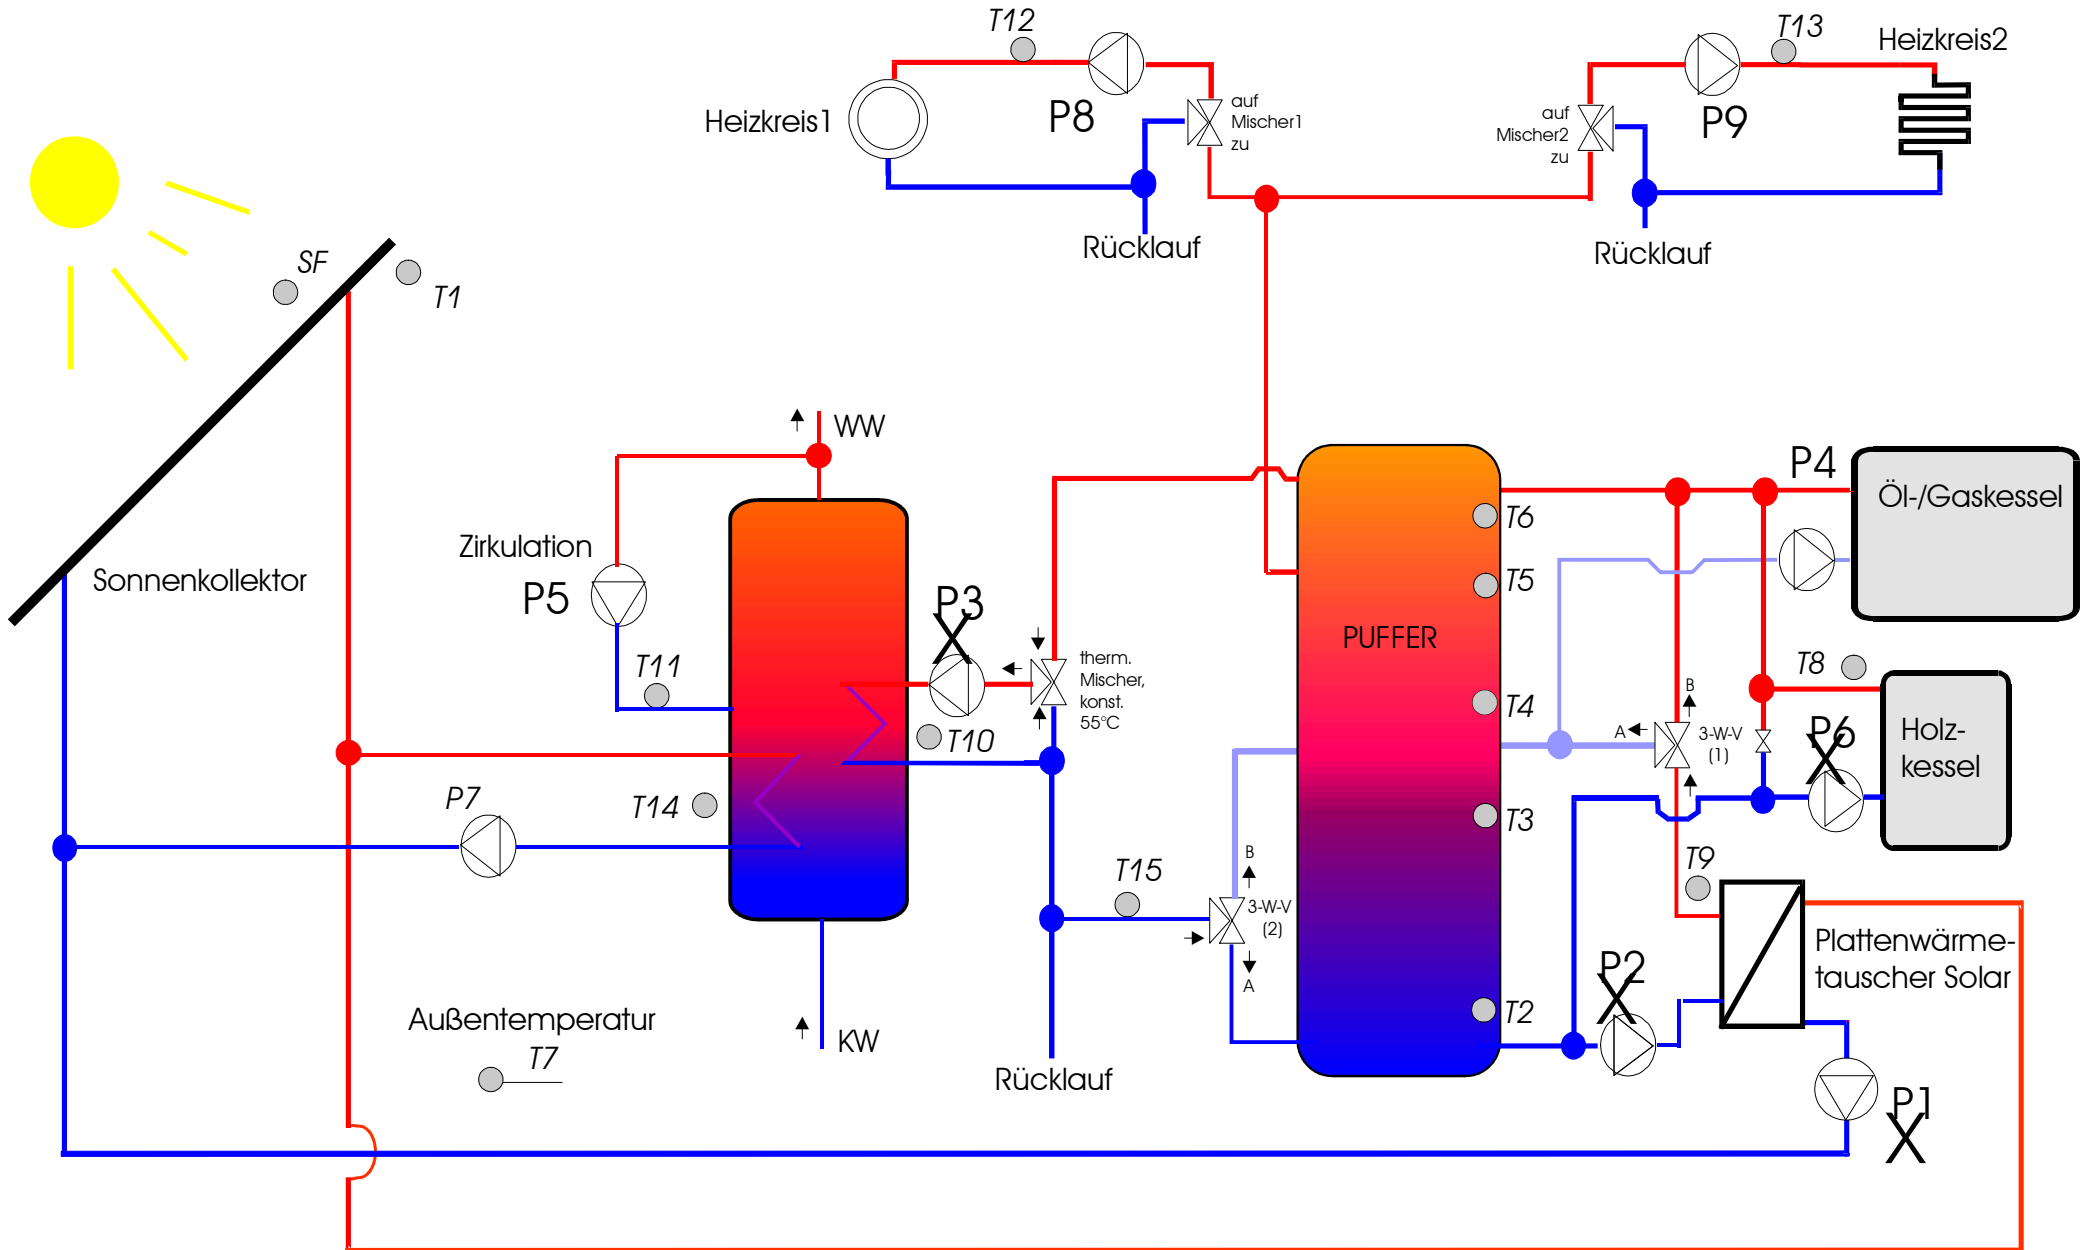 T12
T13
Heizkreis2
P8
P9
Heizkreis1
auf
Mischer1
zu
auf
Mischer2
zu
Rücklauf
Rücklauf
SF
T1
WW
P4
Öl-/Gaskessel
T6
Zirkulation
P5
T5
Sonnenkollektor
P3
PUFFER
T11
therm.
Mischer,
konst.
55°C
T8
B
T4
A
3-W-V
(1)
P6
Holz-
kessel
T10
P7
T14
T3
T15
B
3-W-V
(2)
A
T9
Plattenwärme-
tauscher Solar
P2
T2
Außentemperatur
T7
KW
Rücklauf
P1